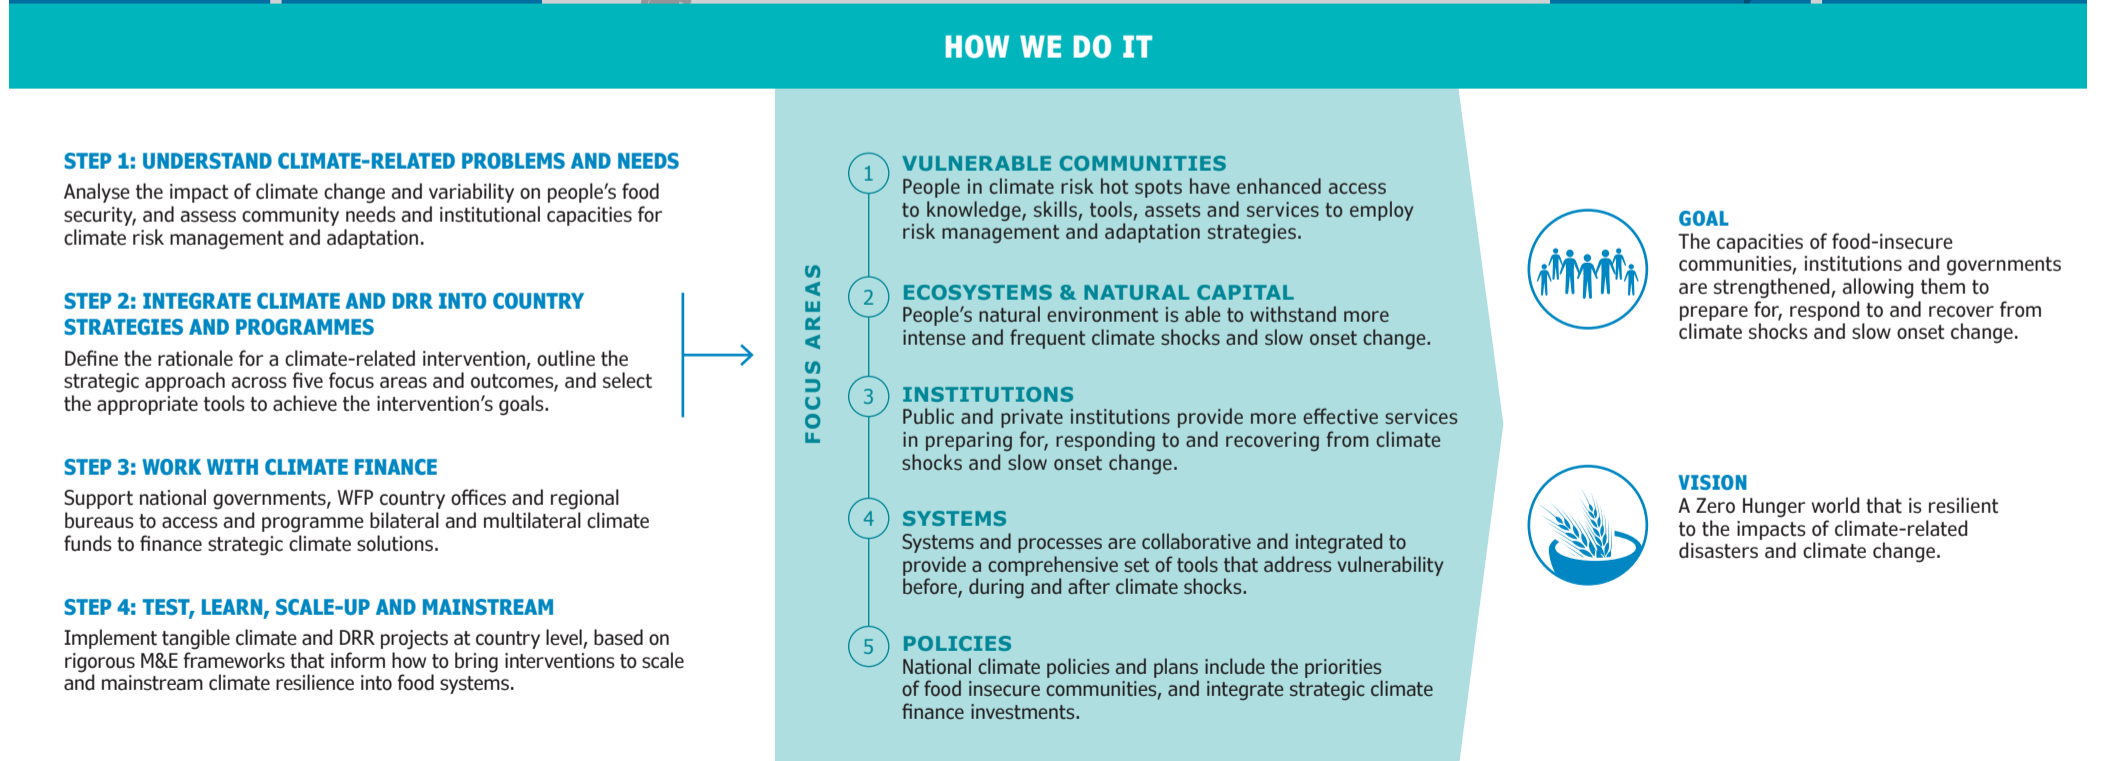 HOW WE DO IT
STEP 1: UNDERSTAND CLIMATE-RELATED PROBLEMS AND NEEDS
Analyse the impact of climate change and variability on people’s food
security, and assess community needs and institutional capacities for
climate risk management and adaptation.
STEP 2: INTEGRATE CLIMATE AND DRR INTO COUNTRY
STRATEGIES AND PROGRAMMES
Define the rationale for a climate-related intervention, outline the
strategic approach across five focus areas and outcomes, and select
the appropriate tools to achieve the intervention’s goals.
STEP 3: WORK WITH CLIMATE FINANCE
Support national governments, WFP country offices and regional
bureaus to access and programme bilateral and multilateral climate
funds to finance strategic climate solutions.
STEP 4: TEST, LEARN, SCALE-UP AND MAINSTREAM
Implement tangible climate and DRR projects at country level, based on
rigorous M&E frameworks that inform how to bring interventions to scale
and mainstream climate resilience into food systems.
FOCUS AREAS
1 VULNERABLE COMMUNITIES
People in climate risk hot spots have enhanced access
to knowledge, skills, tools, assets and services to employ
risk management and adaptation strategies.
2 ECOSYSTEMS & NATURAL CAPITAL
People’s natural environment is able to withstand more
intense and frequent climate shocks and slow onset change.
3 INSTITUTIONS
Public and private institutions provide more effective services
in preparing for, responding to and recovering from climate
shocks and slow onset change.
4 SYSTEMS
Systems and processes are collaborative and integrated to
provide a comprehensive set of tools that address vulnerability
before, during and after climate shocks.
5 POLICIES
National climate policies and plans include the priorities
of food insecure communities, and integrate strategic climate
finance investments.
GOAL
The capacities of food-insecure
communities, institutions and governments
are strengthened, allowing them to
prepare for, respond to and recover from
climate shocks and slow onset change.
VISION
A Zero Hunger world that is resilient
to the impacts of climate-related
disasters and climate change.